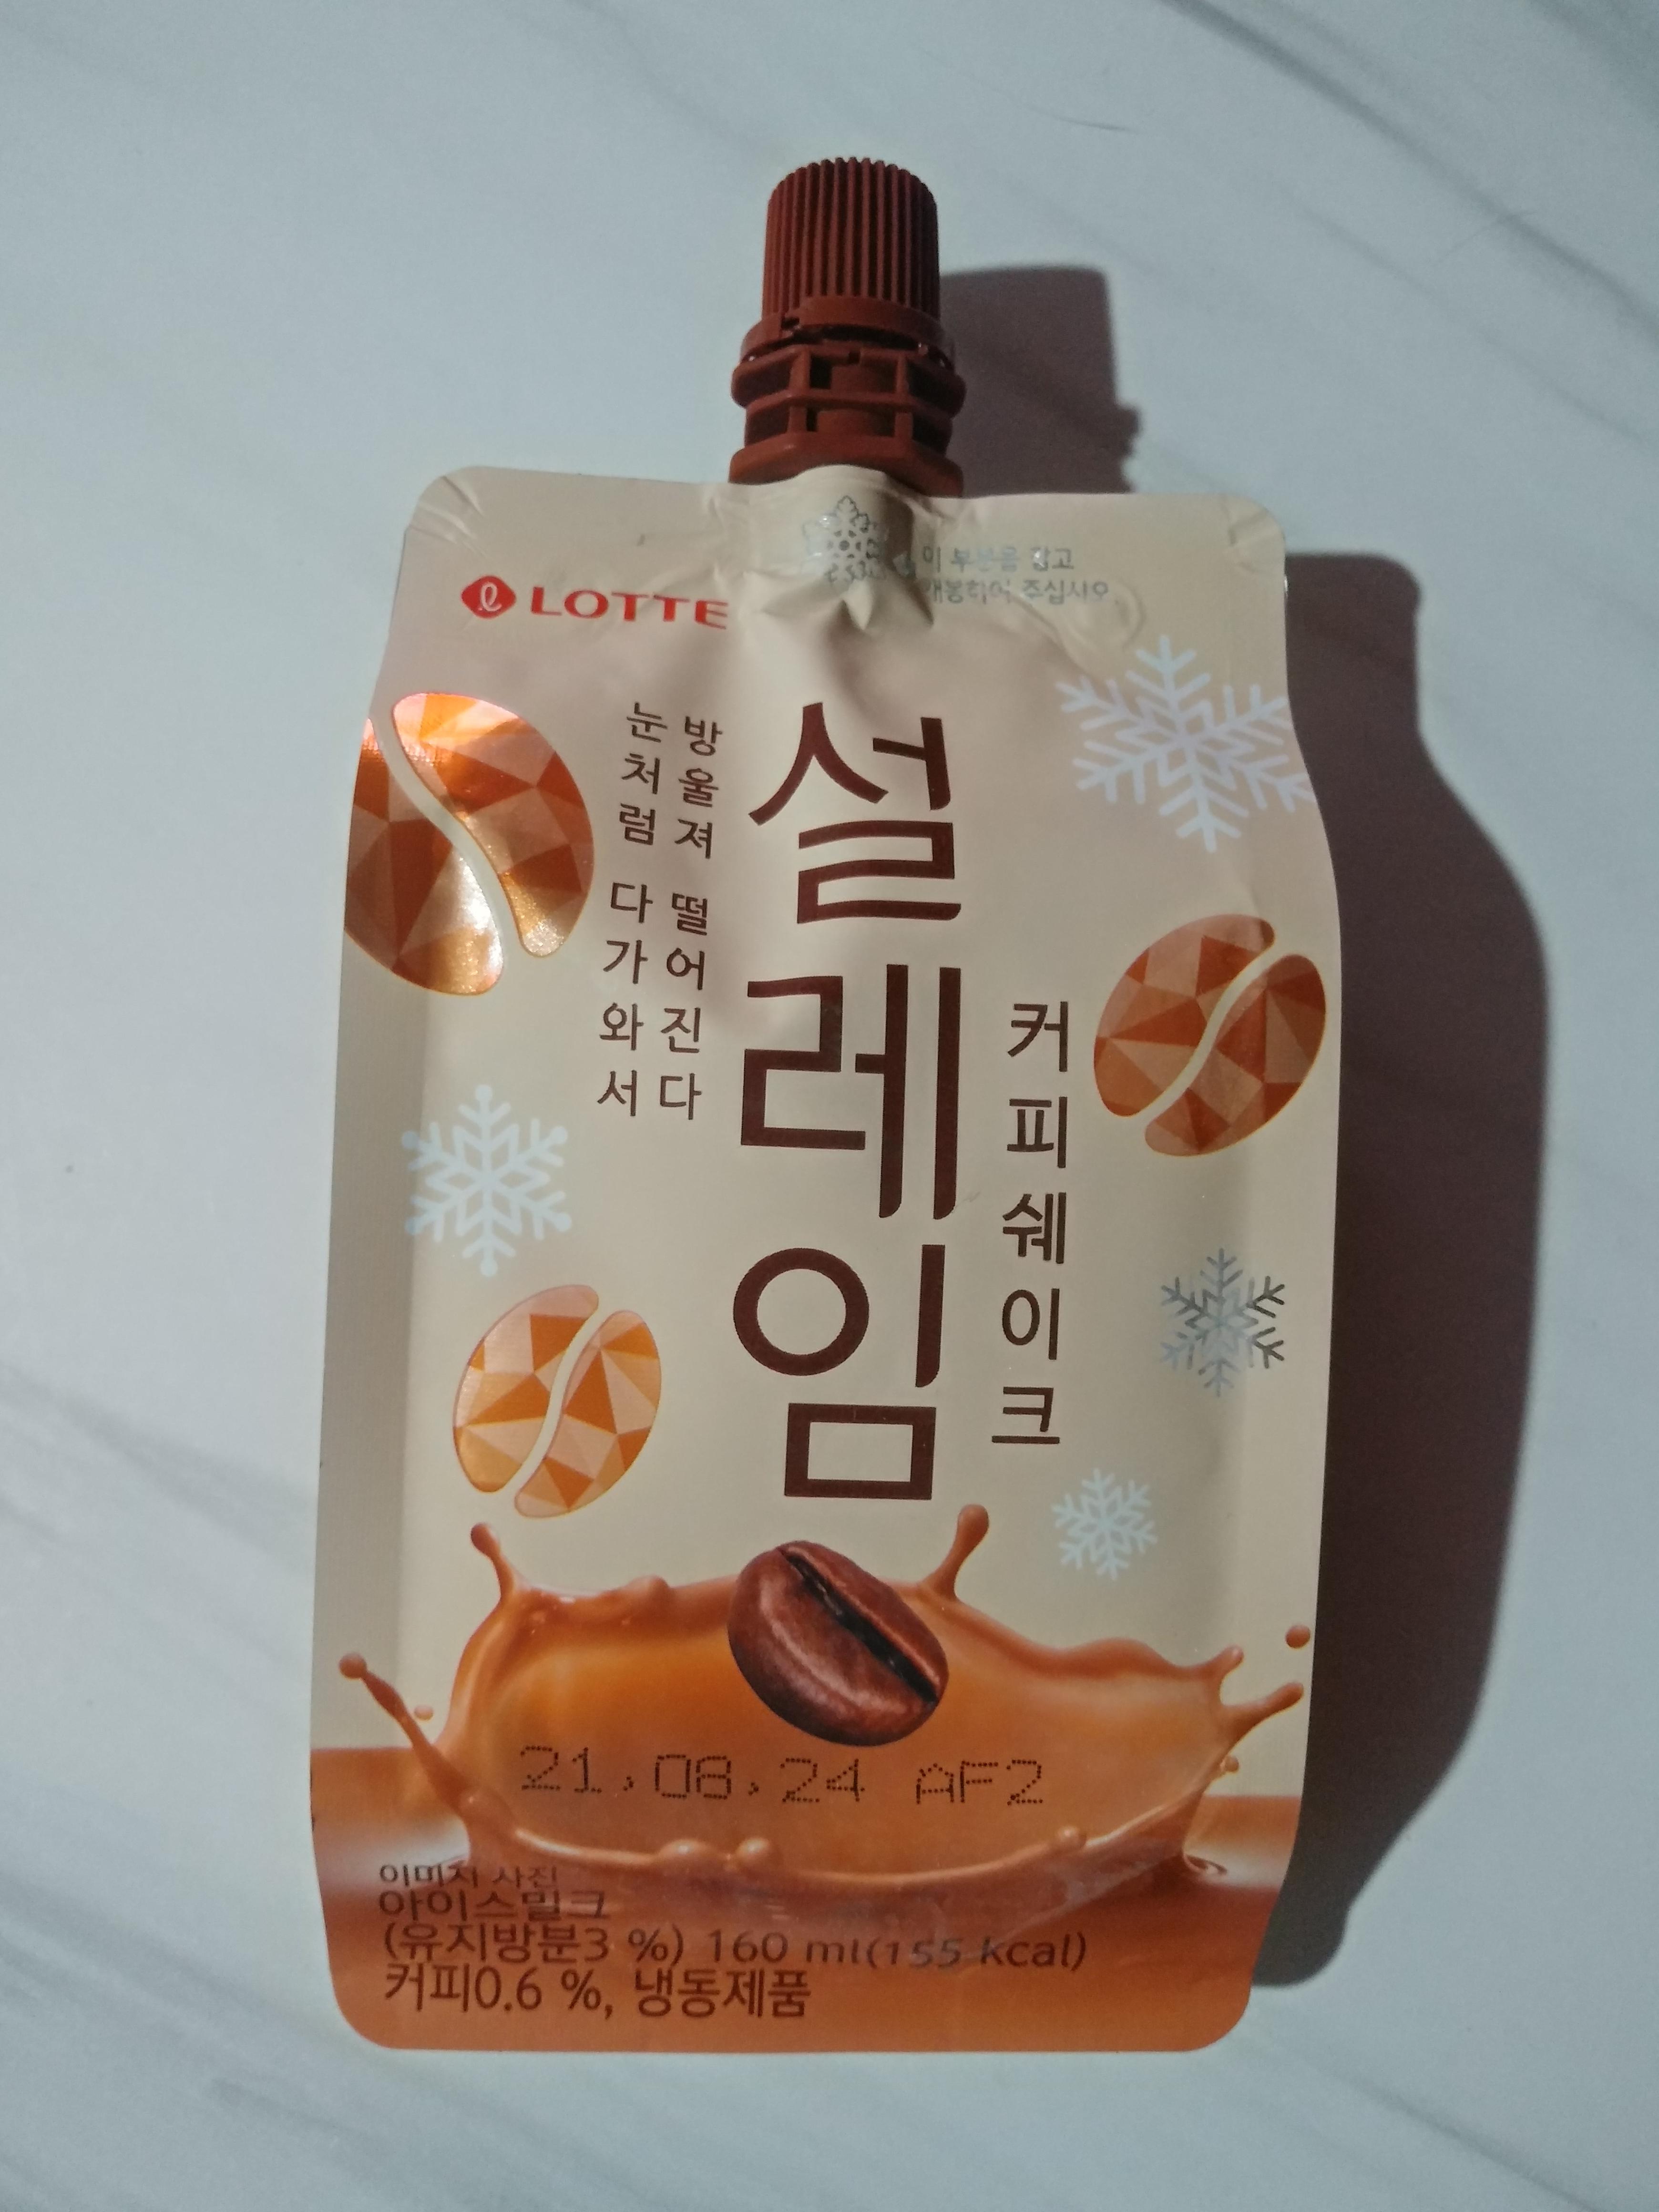 LOTTE
이 부분을 잡고
개봉하여 주십시오.
눈처럼 다가와서
방울져 떨어진다
설레임
커피쉐이크
21.08.24 AF2
이미지 사진
아이스밀크
(유지방분3 %) 160 ml(155 kcal)
커피0.6 %, 냉동제품